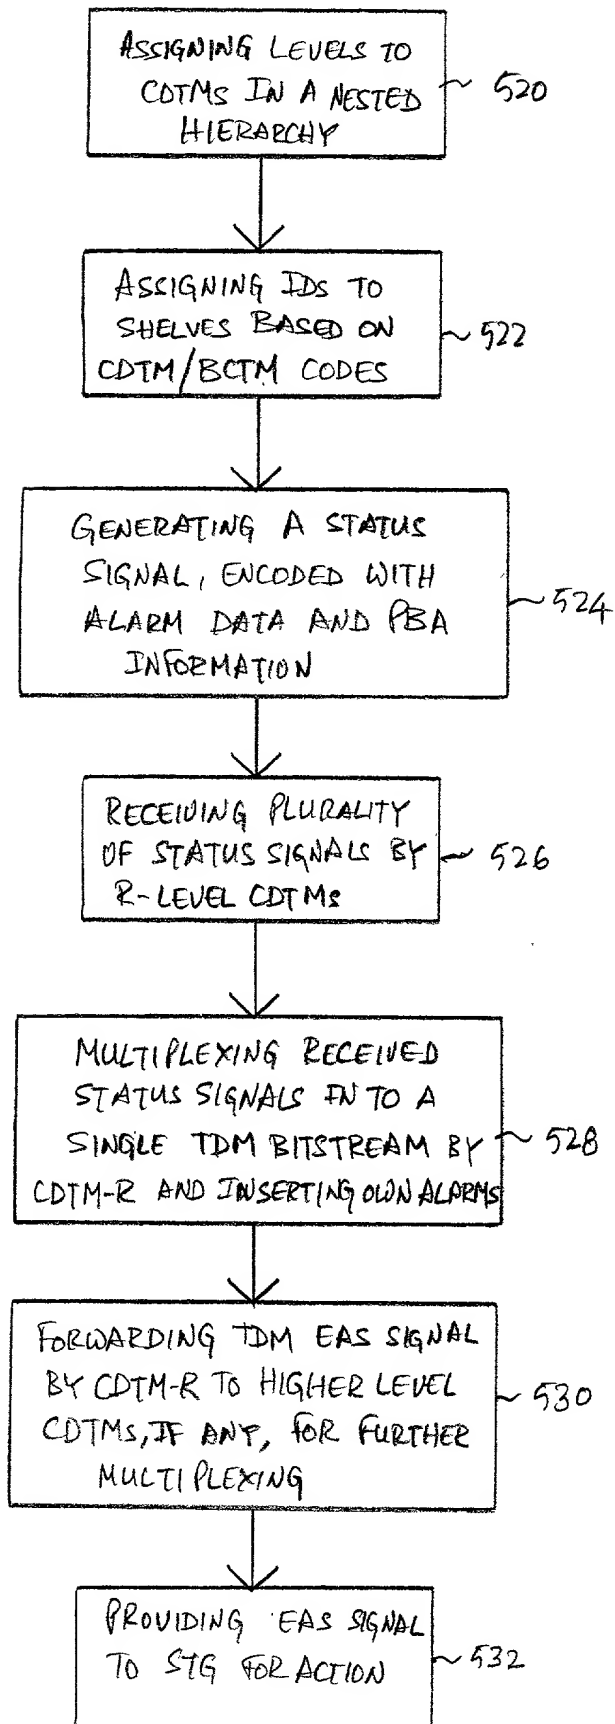 ASSIGNING LEVELS TO
CDTMS IN A NESTED
HIERARCHY
520
ASSIGNING IDS TO
SHELVES BASED ON
CDTM/BCTM CODES
522
GENERATING A STATUS
SIGNAL, ENCODED WITH
ALARM DATA AND PBA
INFORMATION
524
RECEIVING PLURALITY
OF STATUS SIGNALS BY
R-LEVEL CDTMS
526
MULTIPLEXING RECEIVED
STATUS SIGNALS IN TO A
SINGLE TDM BITSTREAM BY
CDTM-R AND INSERTING OWN ALARMS
528
FORWARDING TDM EAS SIGNAL
BY CDTM-R TO HIGHER LEVEL
CDTMS, IF ANY, FOR FURTHER
MULTIPLEXING
530
PROVIDING EAS SIGNAL
TO STG FOR ACTION
532